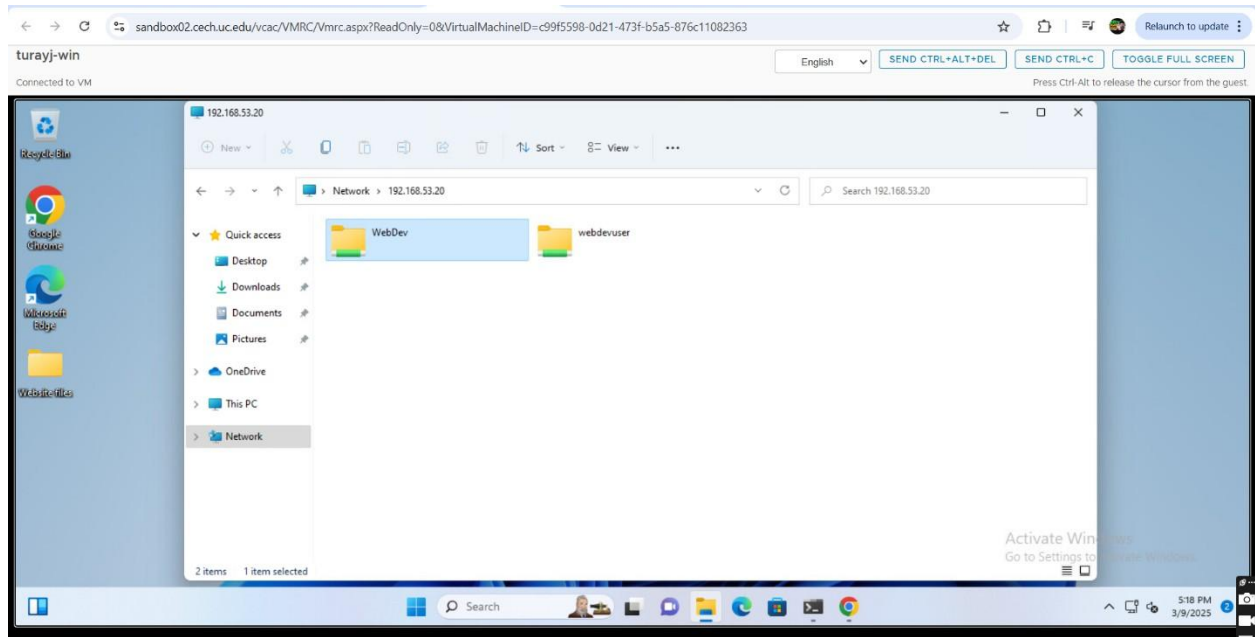 sandbox02.cech.uc.edu/vcac/VMRC/Vmrc.aspx?ReadOnly=0&VirtualMachineID=c99f5598-0d21-473f-b5a5-876c11082363
Relaunch to update
turayj-win
English
SEND CTRL+ALT+DEL
SEND CTRL+C
TOGGLE FULL SCREEN
Connected to VM
Press Ctrl-Alt to release the cursor from the guest.
192.168.53.20
Recycle Bin
New
Sort
View
Network > 192.168.53.20
Search 192.168.53.20
Google
Chrome
Quick access
WebDev
webdevuser
Desktop
Downloads
Microsoft
Edge
Documents
Pictures
OneDrive
Website files
This PC
Network
Activate Windows
Go to Settings to activate Windows.
2 items 1 item selected
Search
5:18 PM
3/9/2025
2